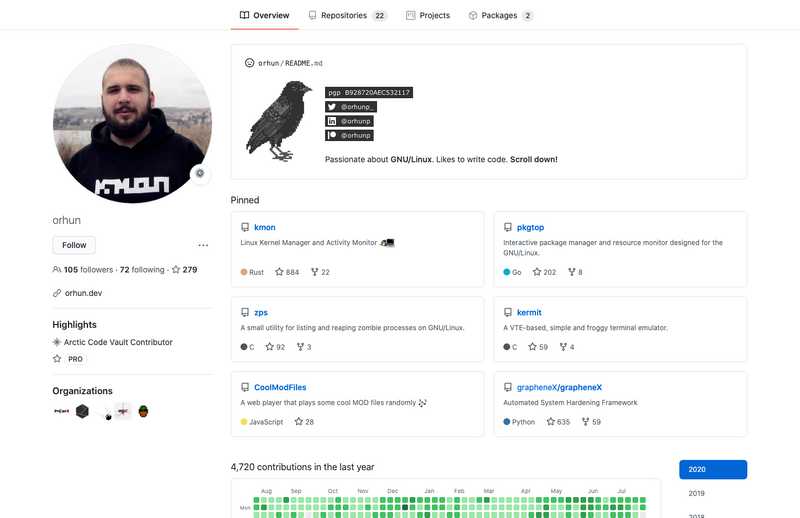 Overview
Repositories 22
Projects
Packages 2
orhun/README.md
pgp B928720AEC532117
@orhunp_
@orhunp
@orhunp
Passionate about GNU/Linux. Likes to write code. Scroll down!
orhun
Follow
105 followers · 72 following · 279
orhun.dev
Highlights
Arctic Code Vault Contributor
PRO
Organizations
Pinned
kmon
Linux Kernel Manager and Activity Monitor
Rust 884 22
pkgtop
Interactive package manager and resource monitor designed for the
GNU/Linux.
Go 202 8
zps
A small utility for listing and reaping zombie processes on GNU/Linux.
C 92 3
kermit
A VTE-based, simple and froggy terminal emulator.
C 59 4
CoolModFiles
A web player that plays some cool MOD files randomly
JavaScript 28
grapheneX/grapheneX
Automated System Hardening Framework
Python 635 59
4,720 contributions in the last year
Aug Sep Oct Nov Dec Jan Feb Mar Apr May Jun Jul
Mon
2020
2019
2018